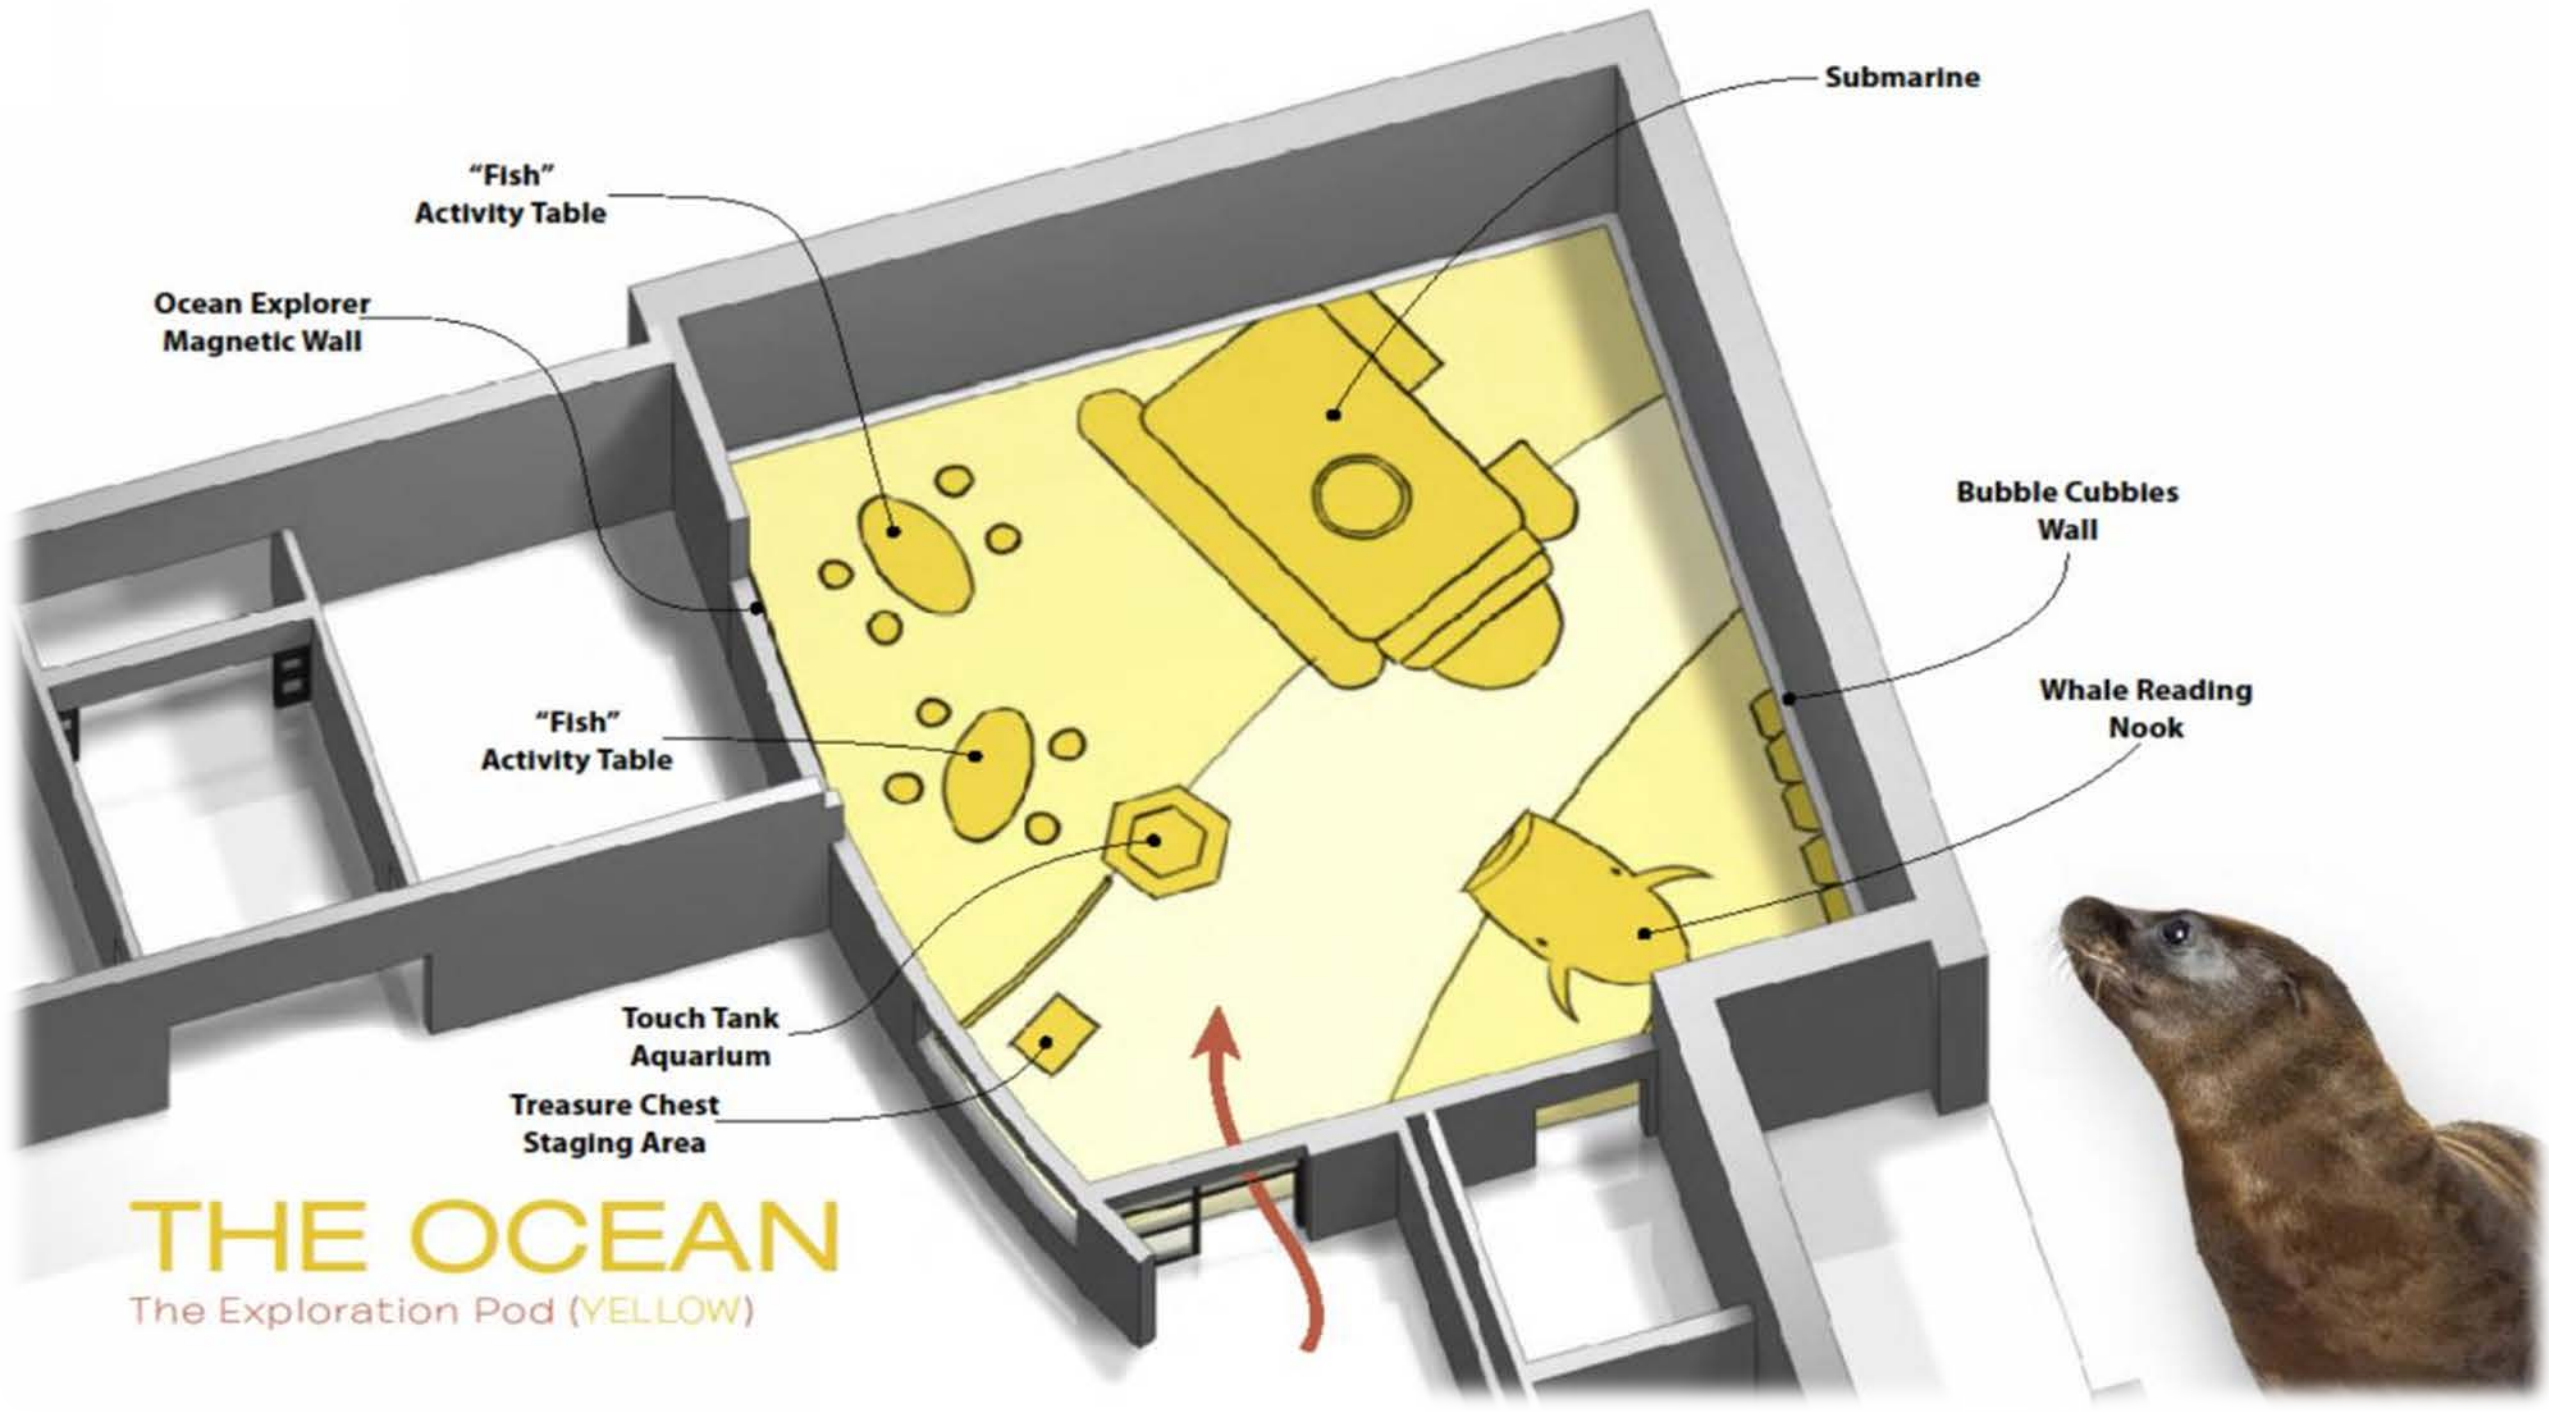 Submarine
“Fish”
Activity Table
Ocean Explorer
Magnetic Wall
Bubble Cubbies
Wall
Whale Reading
Nook
“Fish”
Activity Table
Touch Tank
Aquarium
Treasure Chest
Staging Area
THE OCEAN
The Exploration Pod (YELLOW)